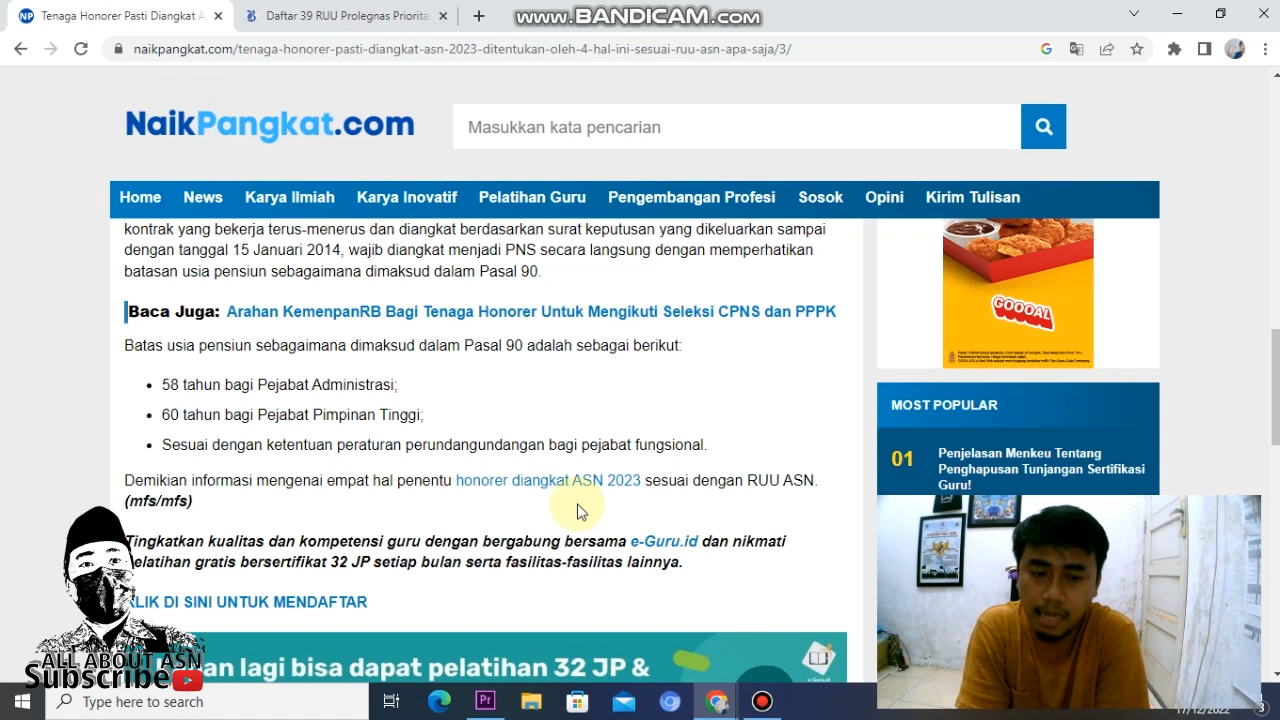 Tenaga Honorer Pasti Diangkat A
Daftar 39 RUU Prolegnas Priorita
www.BANDICAM.com
naikpangkat.com/tenaga-honorer-pasti-diangkat-asn-2023-ditentukan-oleh-4-hal-ini-sesuai-ruu-asn-apa-saja/3/
NaikPangkat.com
Masukkan kata pencarian
Home News Karya Ilmiah Karya Inovatif Pelatihan Guru Pengembangan Profesi Sosok Opini Kirim Tulisan
kontrak yang bekerja terus-menerus dan diangkat berdasarkan surat keputusan yang dikeluarkan sampai
dengan tanggal 15 Januari 2014, wajib diangkat menjadi PNS secara langsung dengan memperhatikan
batasan usia pensiun sebagaimana dimaksud dalam Pasal 90.
Baca Juga: Arahan KemenpanRB Bagi Tenaga Honorer Untuk Mengikuti Seleksi CPNS dan PPPK
Batas usia pensiun sebagaimana dimaksud dalam Pasal 90 adalah sebagai berikut:
• 58 tahun bagi Pejabat Administrasi;
• 60 tahun bagi Pejabat Pimpinan Tinggi;
• Sesuai dengan ketentuan peraturan perundangundangan bagi pejabat fungsional.
Demikian informasi mengenai empat hal penentu honorer diangkat ASN 2023 sesuai dengan RUU ASN.
(mfs/mfs)
Tingkatkan kualitas dan kompetensi guru dengan bergabung bersama e-Guru.id dan nikmati
elatihan gratis bersertifikat 32 JP setiap bulan serta fasilitas-fasilitas lainnya.
KLIK DI SINI UNTUK MENDAFTAR
an lagi bisa dapat pelatihan 32 JP &
GOOOAL
MOST POPULAR
01 Penjelasan Menkeu Tentang
Penghapusan Tunjangan Sertifikasi
Guru!
ALL ABOUT ASN
Subscribe
Type here to search
17/12/2022
3